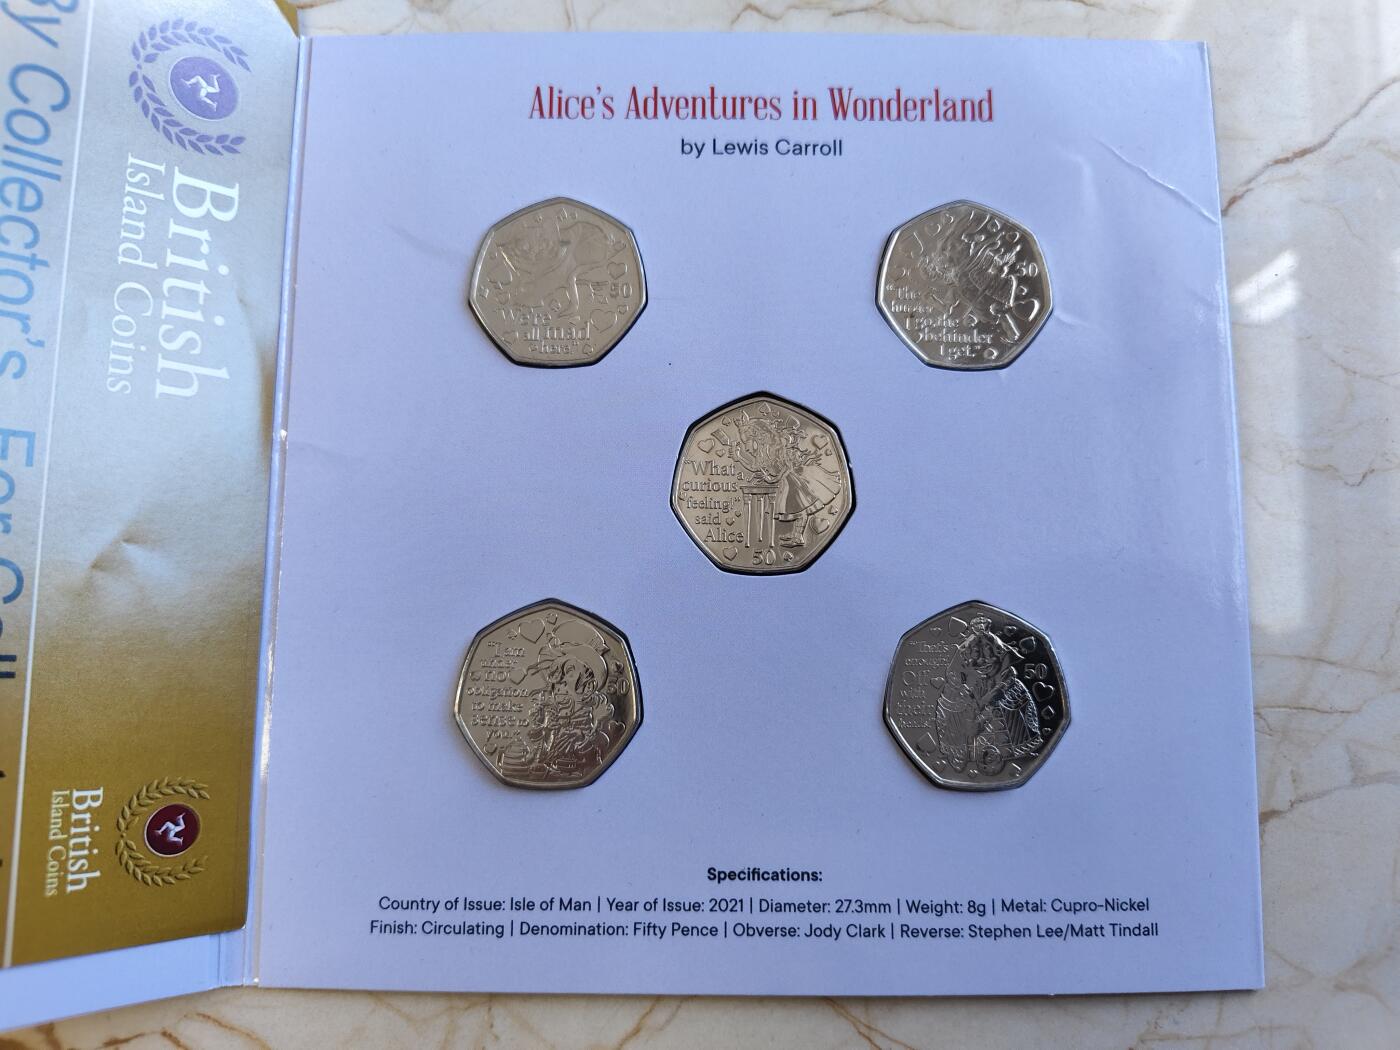 Alice's Adventures in Wonderland
by Lewis Carroll
"We're
all mad
here."
50
"The
hurrier
I go, the
behinder
I get."
50
"What a
curious
feeling!"
said
Alice
50
"I am
under
no
obligation
to make
sense to
you."
50
"That's
enough!
Off
with
their
heads!"
50
Specifications:
Country of Issue: Isle of Man | Year of Issue: 2021 | Diameter: 27.3mm | Weight: 8g | Metal: Cupro-Nickel
Finish: Circulating | Denomination: Fifty Pence | Obverse: Jody Clark | Reverse: Stephen Lee/Matt Tindall
British
Island Coins
By Collector's For
British
Island Coins